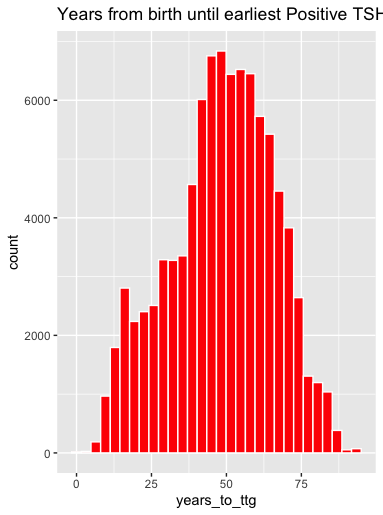 Years from birth until earliest Positive TSH
6000
4000
2000
0
count
0 25 50 75
years_to_ttg